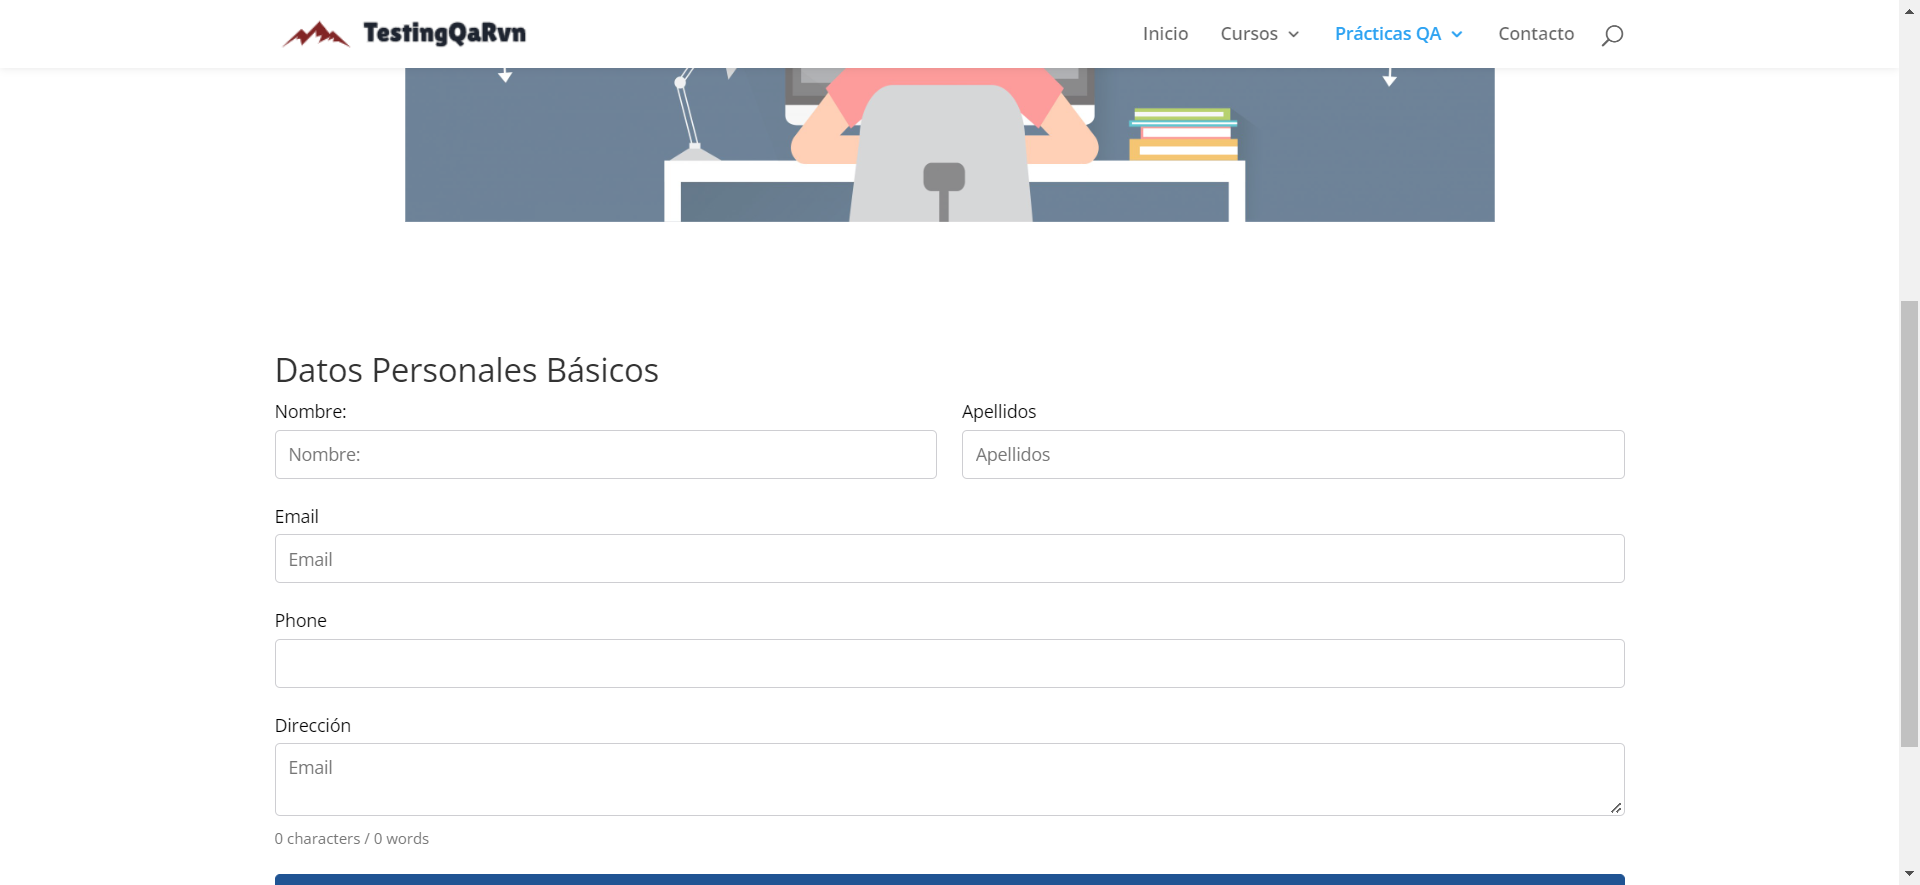 TestingQaRvn
Inicio Cursos Prácticas QA Contacto
Datos Personales Básicos
Nombre: Apellidos
Nombre: Apellidos
Email
Email
Phone
Dirección
Email
0 characters / 0 words